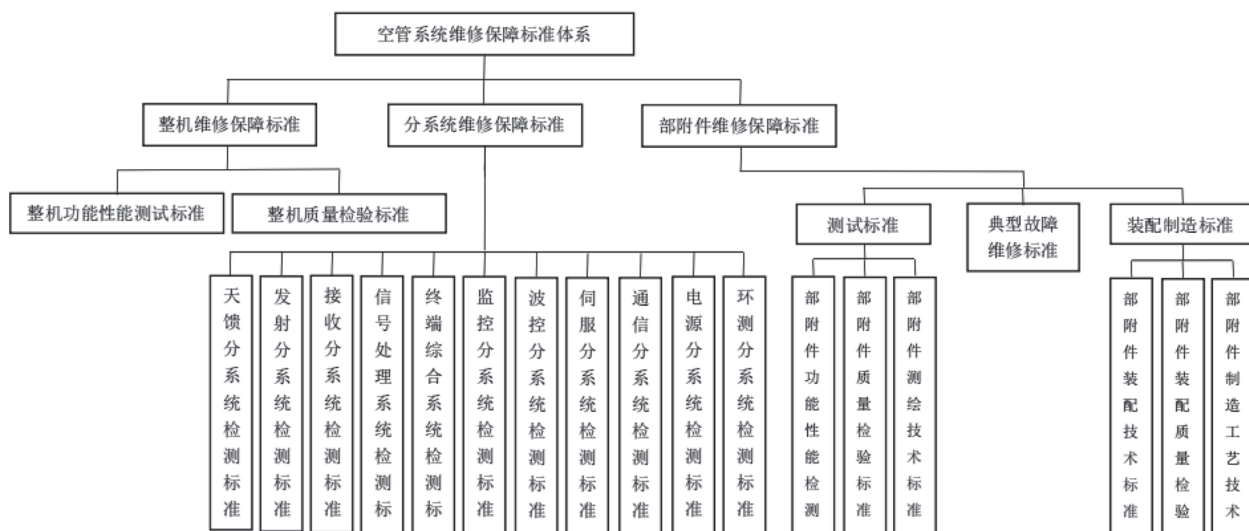 空管系统维修保障标准体系
整机维修保障标准
分系统维修保障标准
部附件维修保障标准
整机功能性能测试标准
整机质量检验标准
测试标准
典型故障
维修标准
装配制造标准
天馈分系统检测标准
发射分系统检测标准
接收分系统检测标准
信号处理系统检测标
终端综合系统检测标
监控分系统检测标准
波控分系统检测标准
伺服分系统检测标准
通信分系统检测标准
电源分系统检测标准
环测分系统检测标准
部附件功能性能检测
部附件质量检验标准
部附件测绘技术标准
部附件装配技术标准
部附件装配质量检验
部附件制造工艺技术